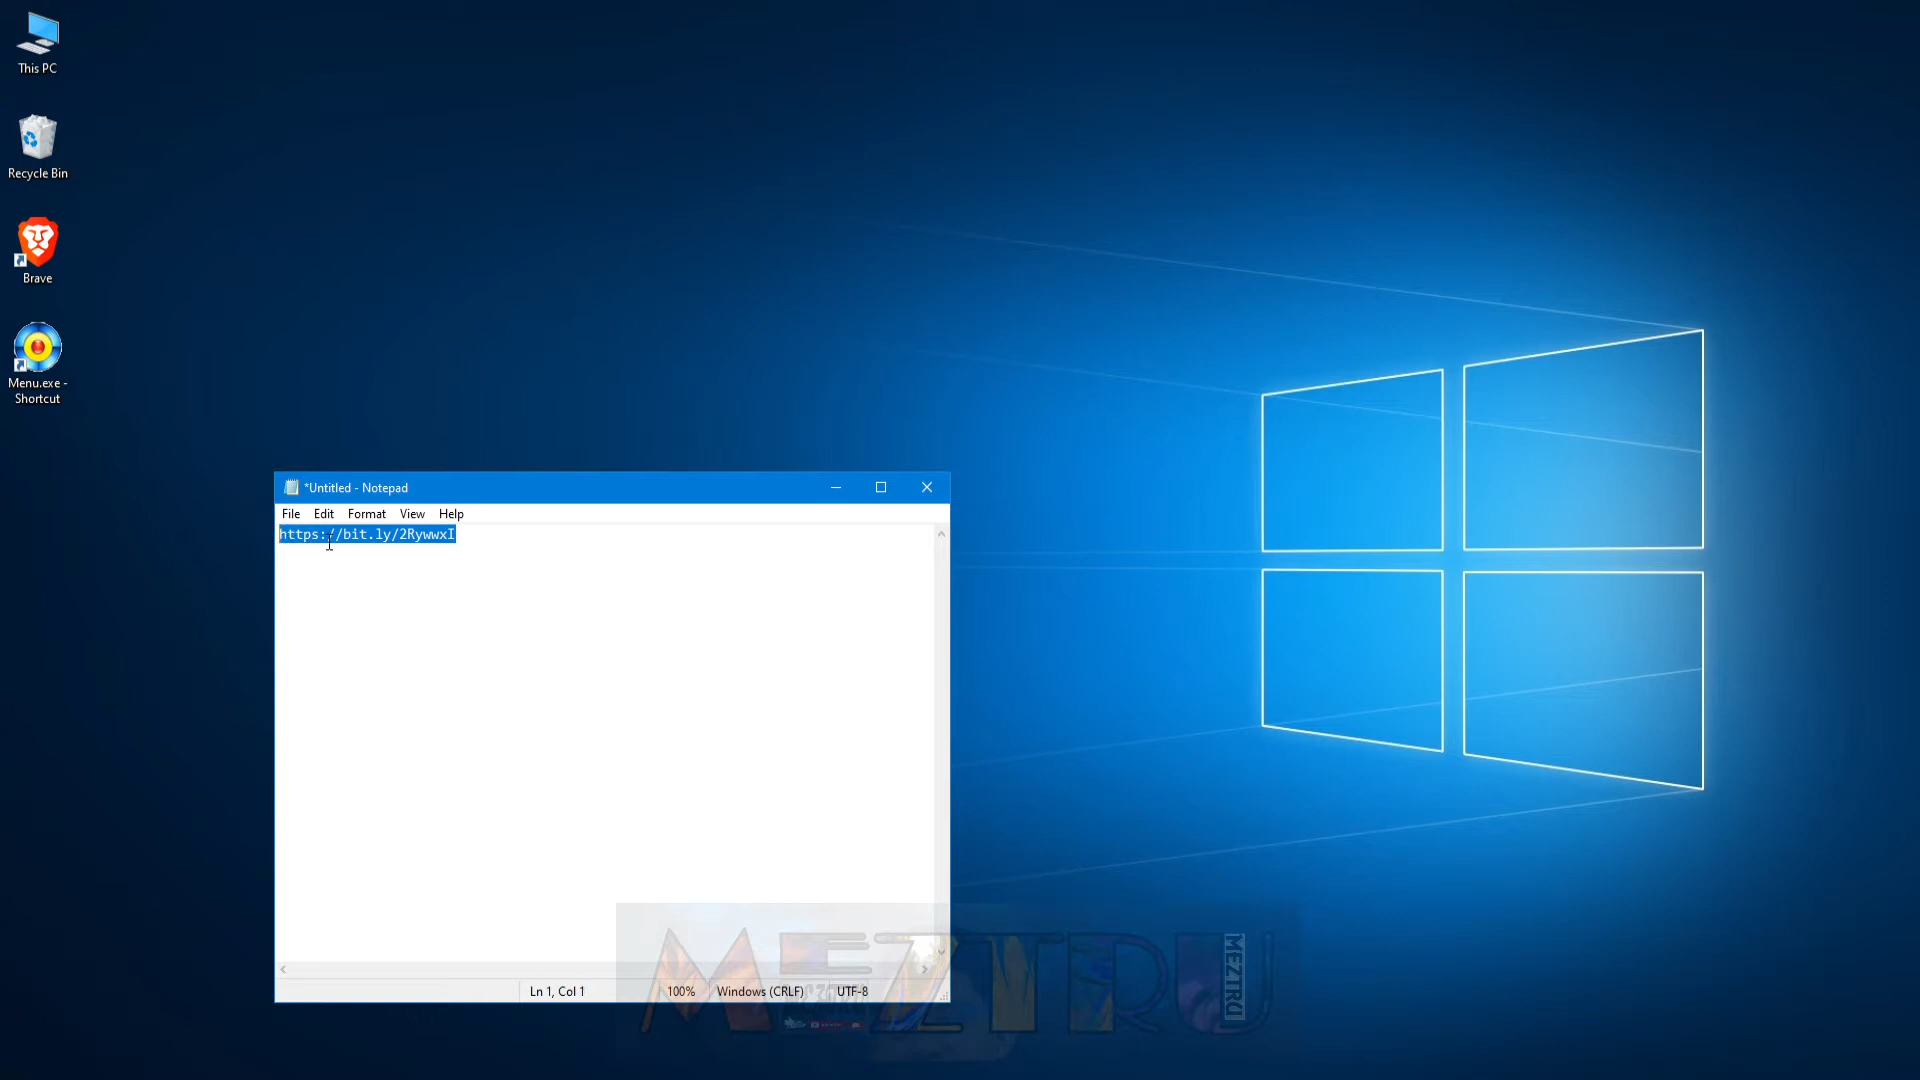 This PC
Recycle Bin
Brave
Menu.exe -
Shortcut
*Untitled - Notepad
File Edit Format View Help
https://bit.ly/2RywwxI
Ln 1, Col 1 100% Windows (CRLF) UTF-8
MEZTRU
MEZTRU